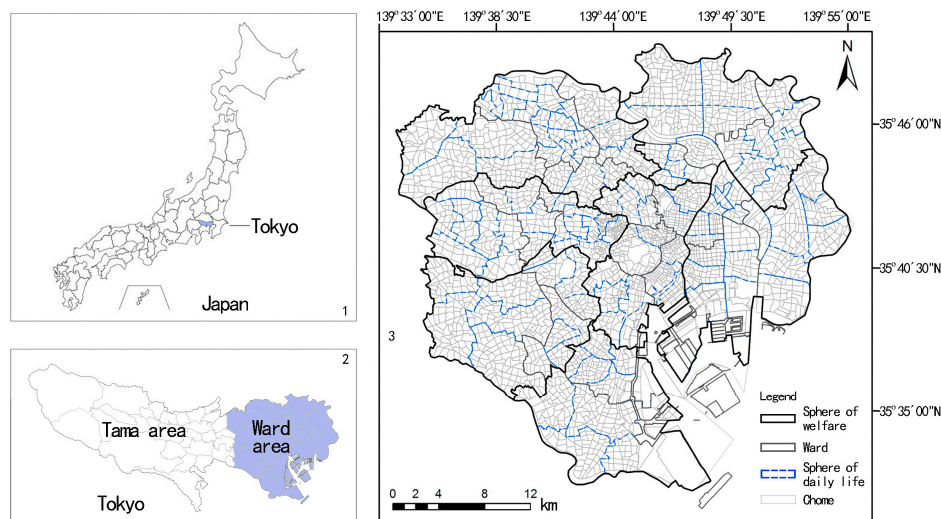 139°33′00″E 139°38′30″E 139°44′00″E 139°49′30″E 139°55′00″E
Tokyo
Japan
1
2
Tama area
Ward
area
Tokyo
3
N
35°46′00″N
35°40′30″N
35°35′00″N
Legend
Sphere of
welfare
Ward
Sphere of
daily life
Chome
0 2 4 8 12
km